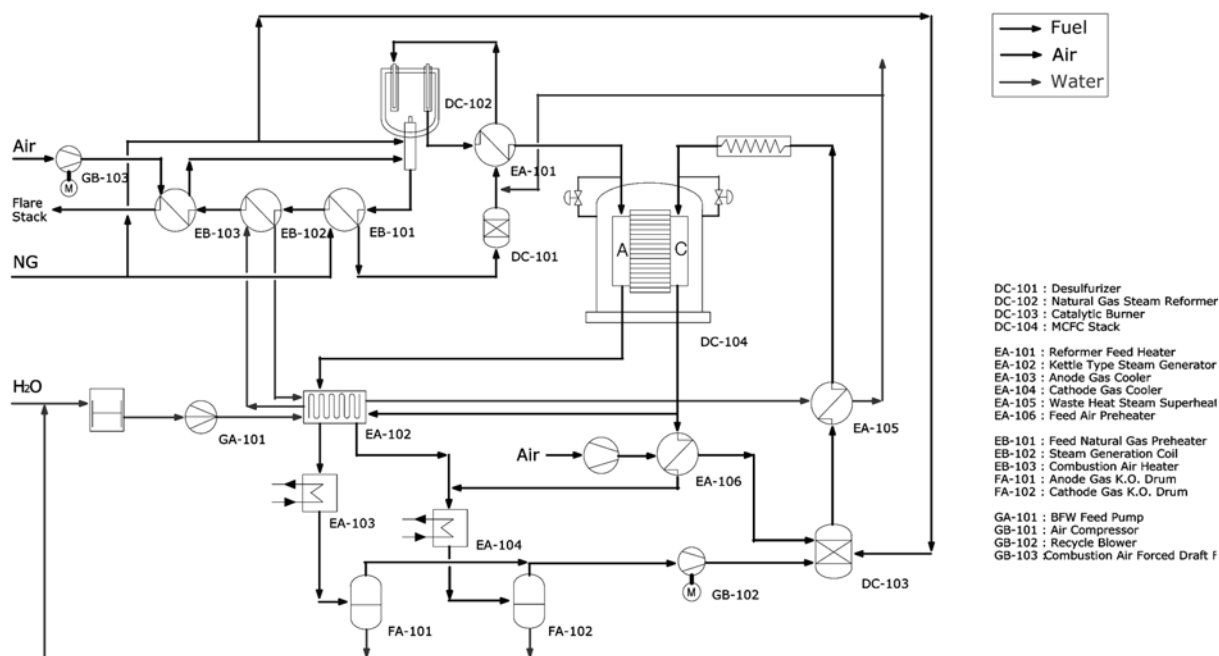 Fuel
Air
Water
DC-102
Air
M
GB-103
EA-101
Flare
Stack
EB-103
EB-102
EB-101
DC-101
NG
A
C
DC-104
H2O
GA-101
EA-102
EA-105
Air
EA-106
EA-103
EA-104
M
GB-102
DC-103
FA-101
FA-102
DC-101 : Desulfurizer
DC-102 : Natural Gas Steam Reformer
DC-103 : Catalytic Burner
DC-104 : MCFC Stack
EA-101 : Reformer Feed Heater
EA-102 : Kettle Type Steam Generator
EA-103 : Anode Gas Cooler
EA-104 : Cathode Gas Cooler
EA-105 : Waste Heat Steam Superheat
EA-106 : Feed Air Preheater
EB-101 : Feed Natural Gas Preheater
EB-102 : Steam Generation Coil
EB-103 : Combustion Air Heater
FA-101 : Anode Gas K.O. Drum
FA-102 : Cathode Gas K.O. Drum
GA-101 : BFW Feed Pump
GB-101 : Air Compressor
GB-102 : Recycle Blower
GB-103 :Combustion Air Forced Draft F